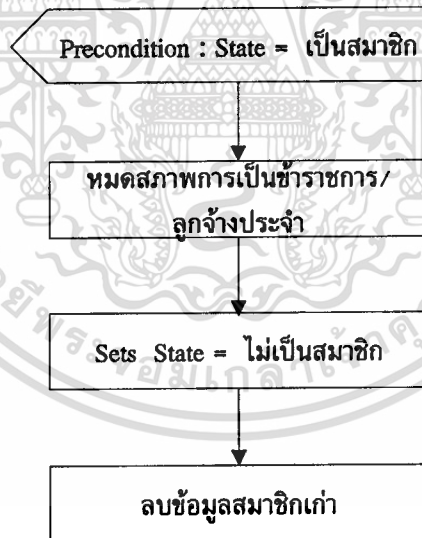 Precondition : State = เป็นสมาชิก
หมดสภาพการเป็นข้าราชการ/
ลูกจ้างประจำ
Sets State = ไม่เป็นสมาชิก
ลบข้อมูลสมาชิกเก่า